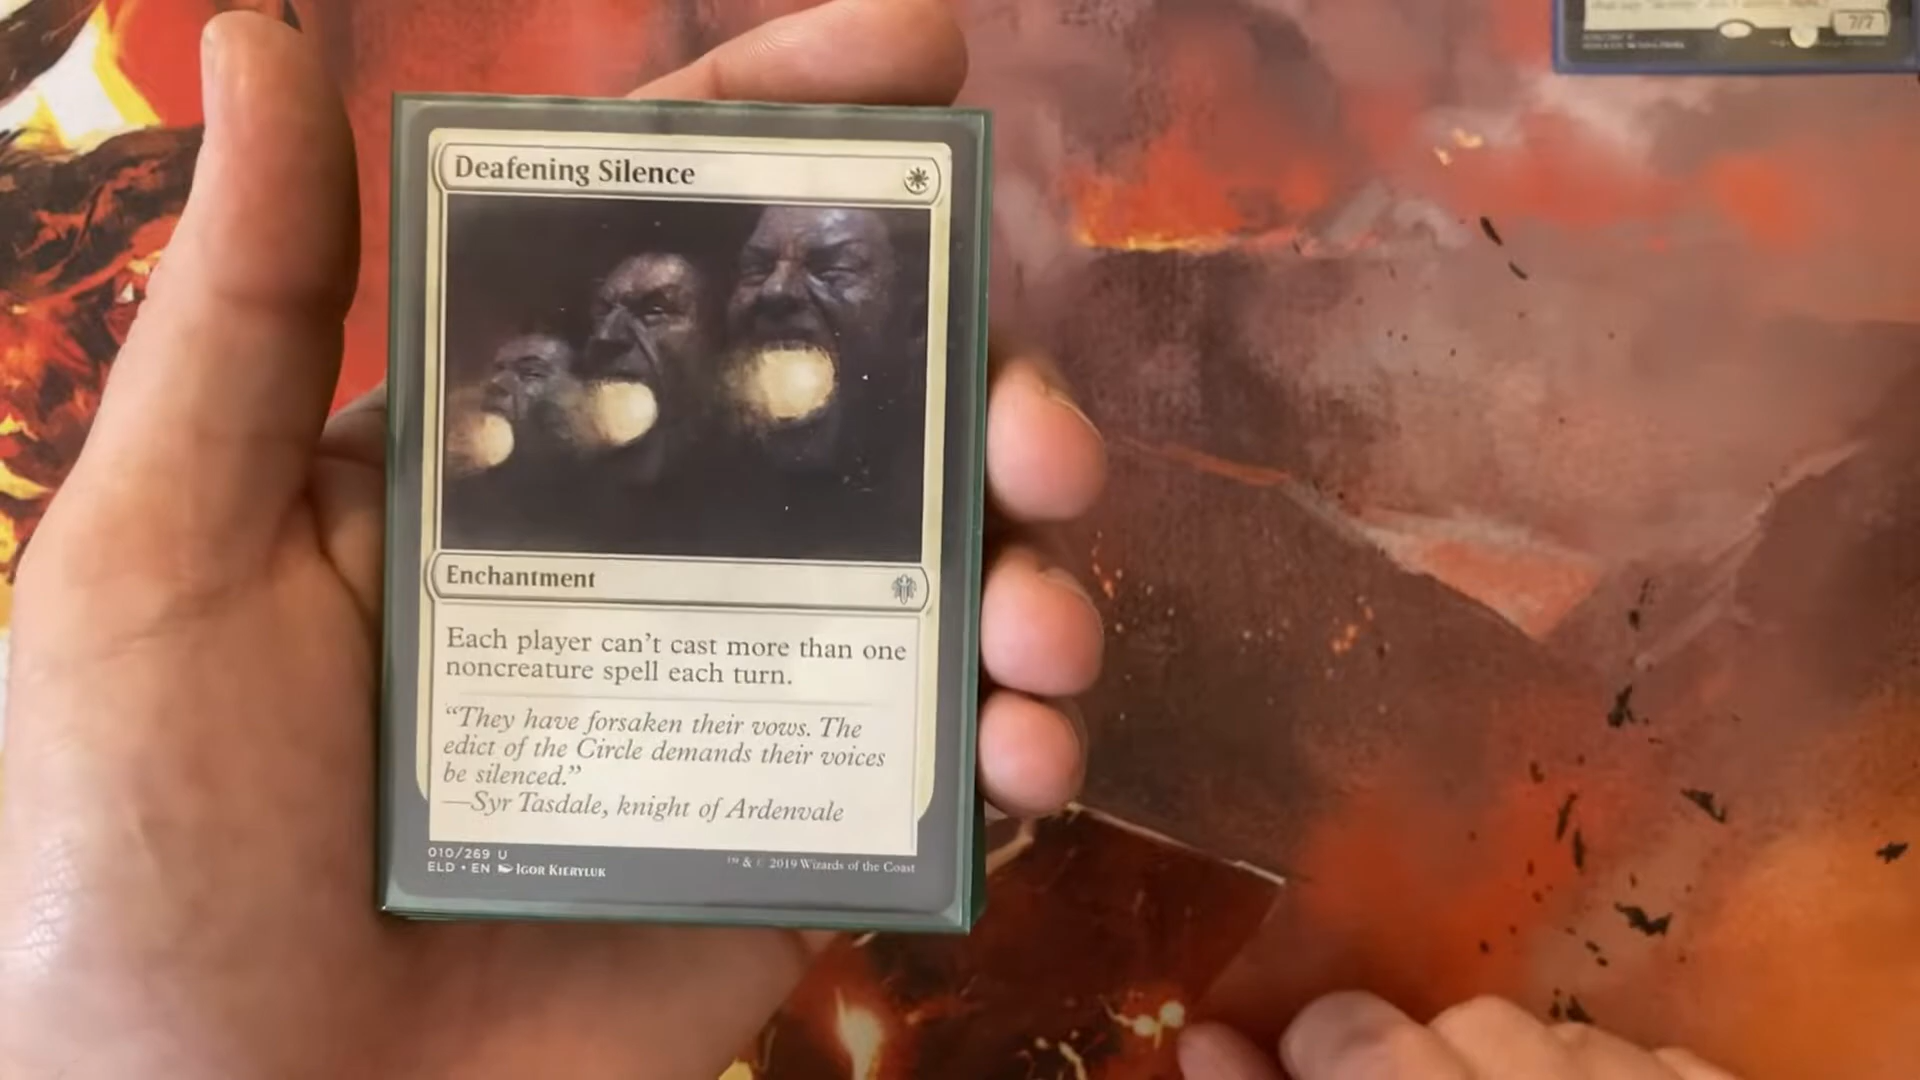 7/7
Deafening Silence
Enchantment
Each player can't cast more than one
noncreature spell each turn.
“They have forsaken their vows. The
edict of the Circle demands their voices
be silenced.”
—Syr Tasdale, knight of Ardenvale
010/269 U
ELD • EN IGOR KIERYLUK
™ & © 2019 Wizards of the Coast